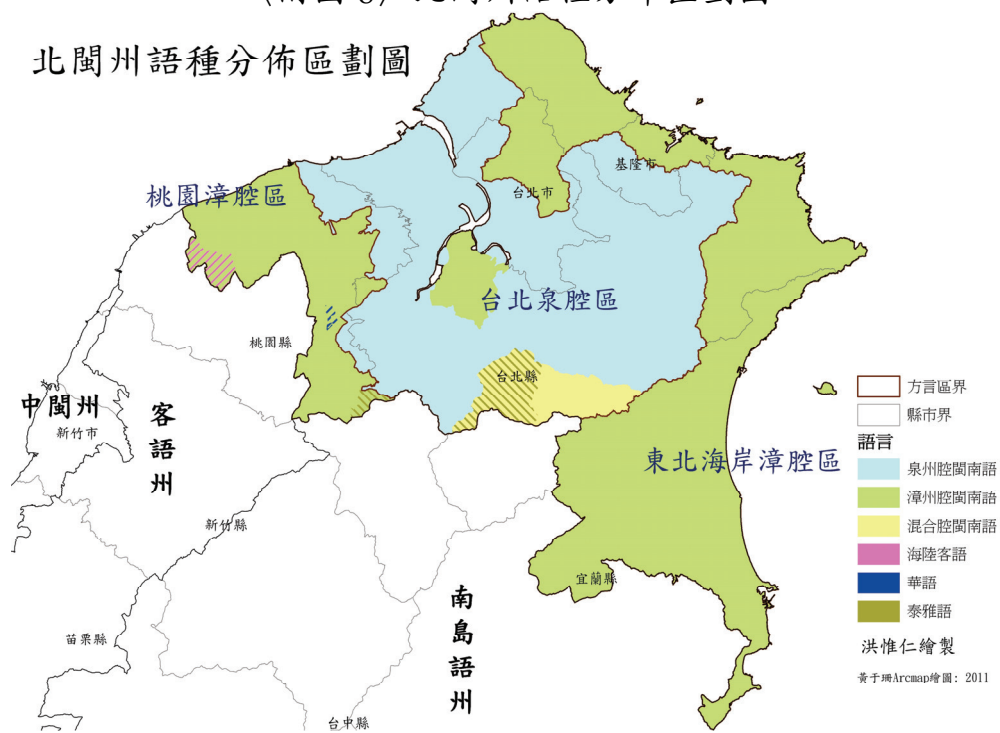 北閩州語種分佈區劃圖
桃園漳腔區
基隆市
台北市
台北泉腔區
桃園縣
台北縣
中閩州
新竹市
客語州
東北海岸漳腔區
新竹縣
宜蘭縣
南島語州
苗栗縣
台中縣
方言區界
縣市界
語言
泉州腔閩南語
漳州腔閩南語
混合腔閩南語
海陸客語
華語
泰雅語
洪惟仁繪製
黃于珊Arcmap繪圖: 2011